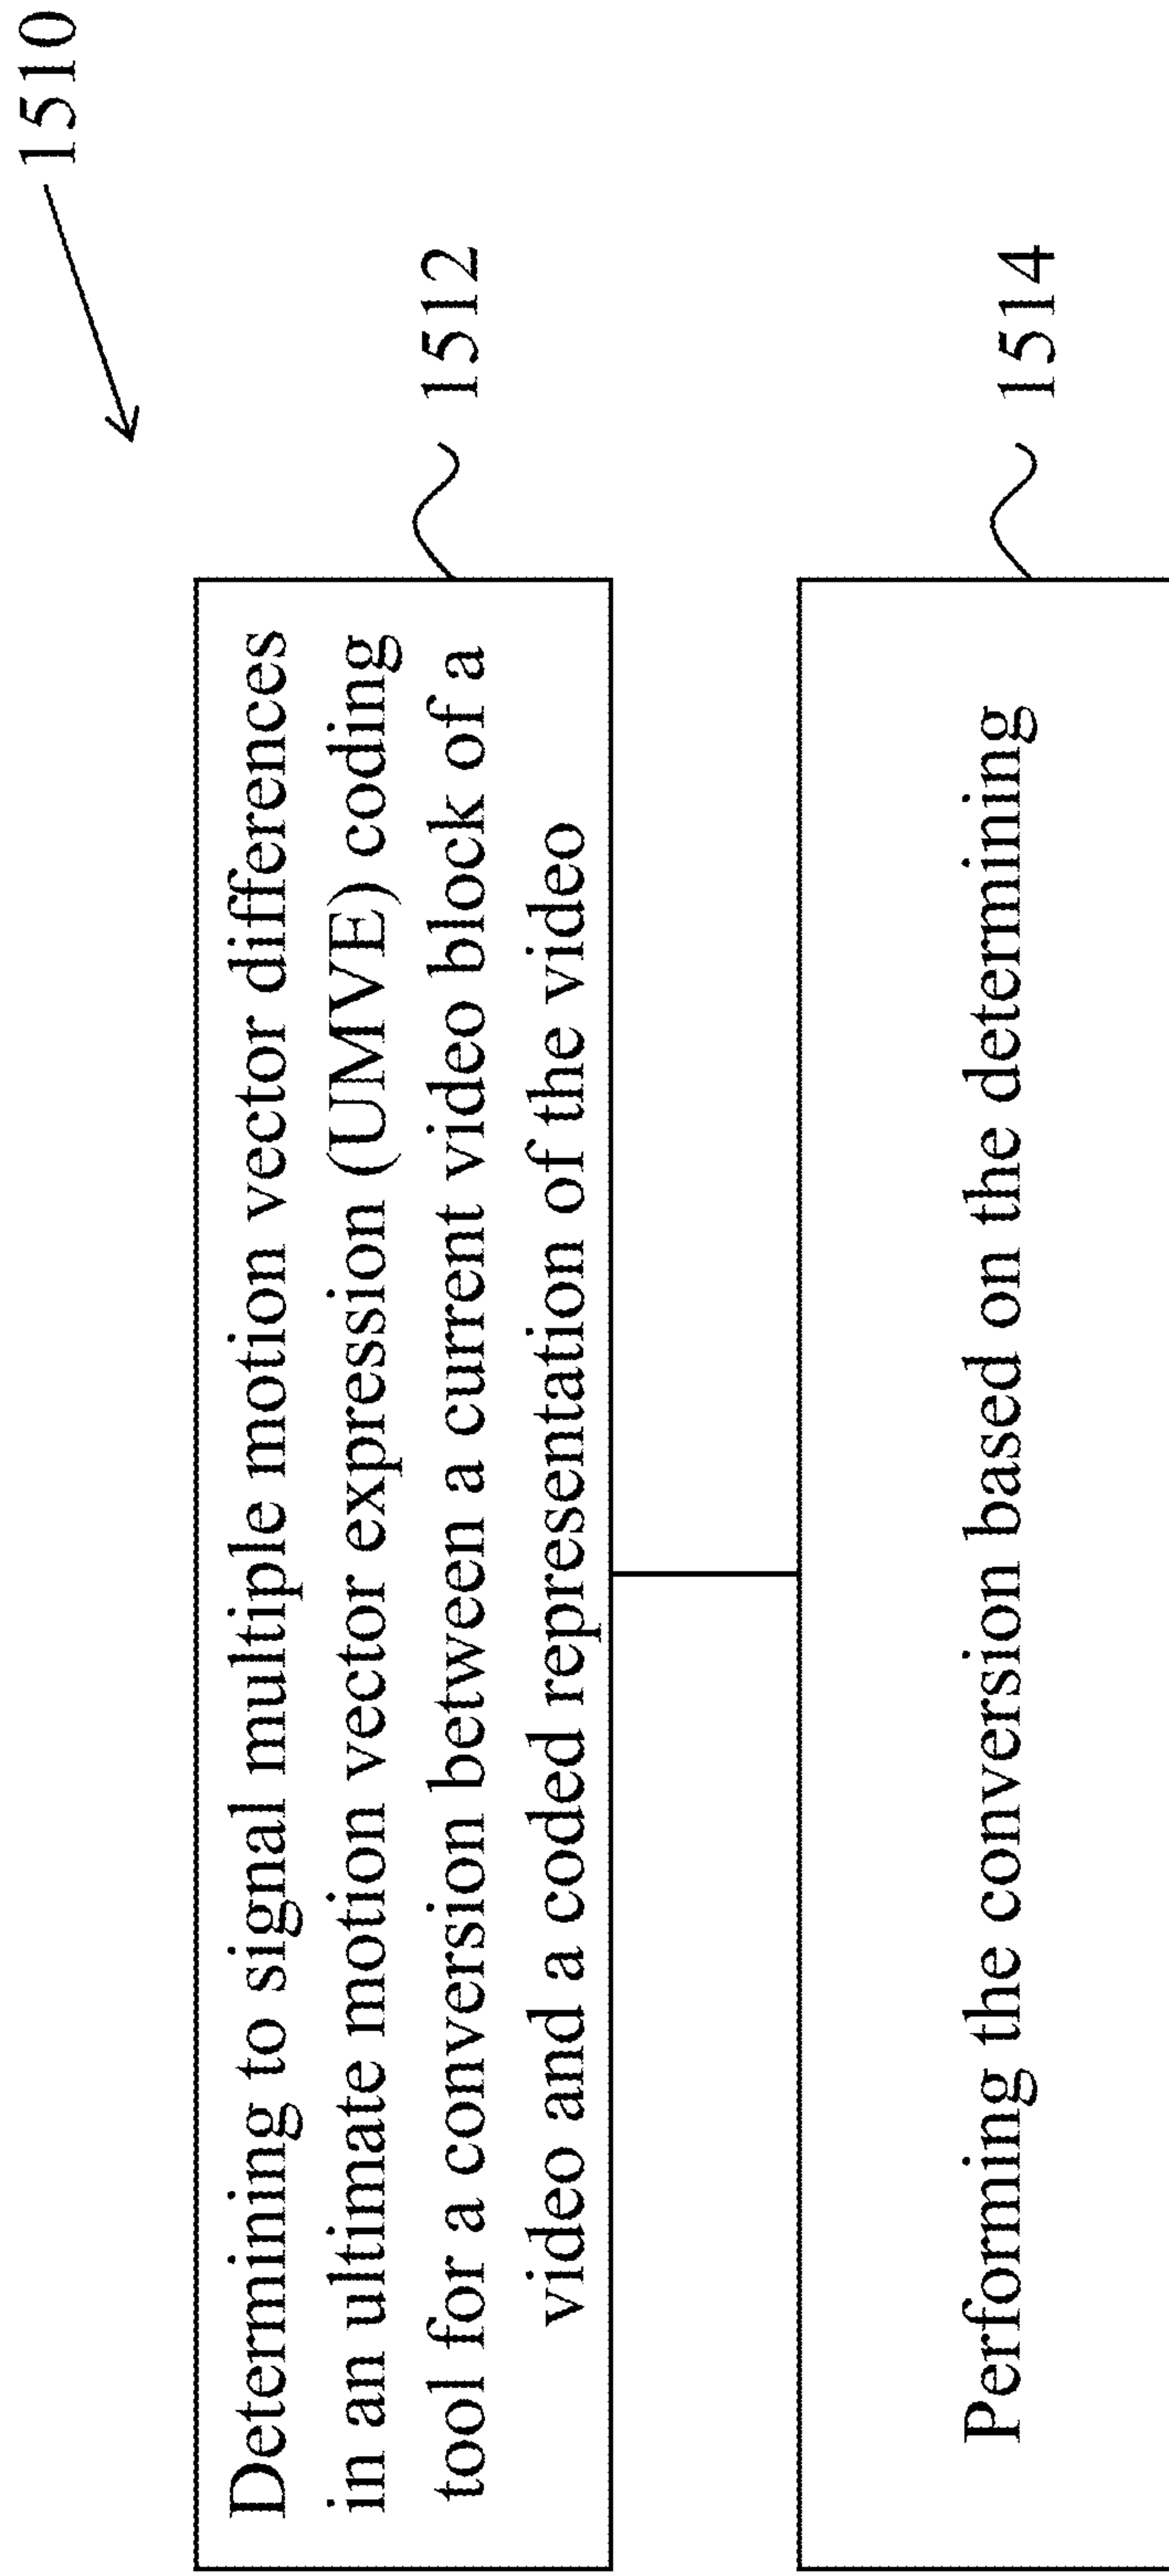 1510
Determining to signal multiple motion vector differences
in an ultimate motion vector expression (UMVE) coding
tool for a conversion between a current video block of a
video and a coded representation of the video
1512
Performing the conversion based on the determining
1514